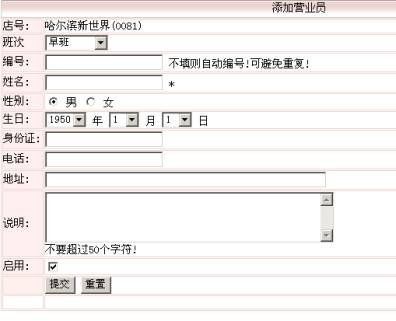 添加营业员
店号: 哈尔滨新世界(0081)
班次 早班
编号: 不填则自动编号!可避免重复!
姓名: *
性别: 男 女
生日: 1950 年 1 月 1 日
身份证:
电话:
地址:
说明:
不要超过50个字符!
启用:
提交 重置